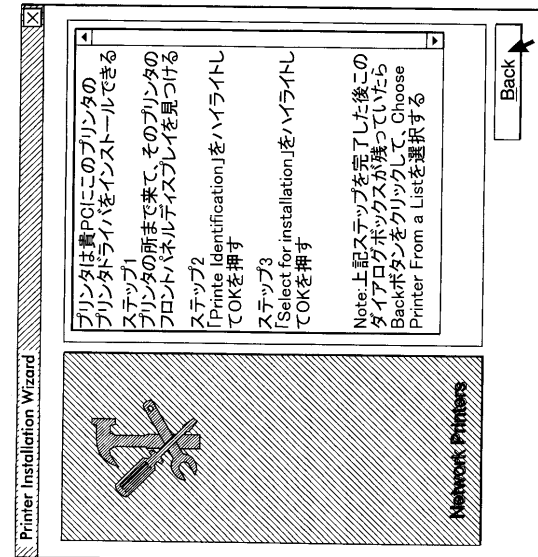 Printer Installation Wizard
プリンタは貴PCにこのプリンタの
プリンタドライバをインストールできる
ステップ1
プリンタの所まで来て、そのプリンタの
フロントパネルディスプレイを見つける
ステップ2
「Printe Identification」をハイライトし
てOKを押す
ステップ3
「Select for installation」をハイライトし
てOKを押す
Note:上記ステップを完了した後この
ダイアログボックスが残っていたら
Backボタンをクリックして、Choose
Printer From a Listを選択する
Network Printers
Back